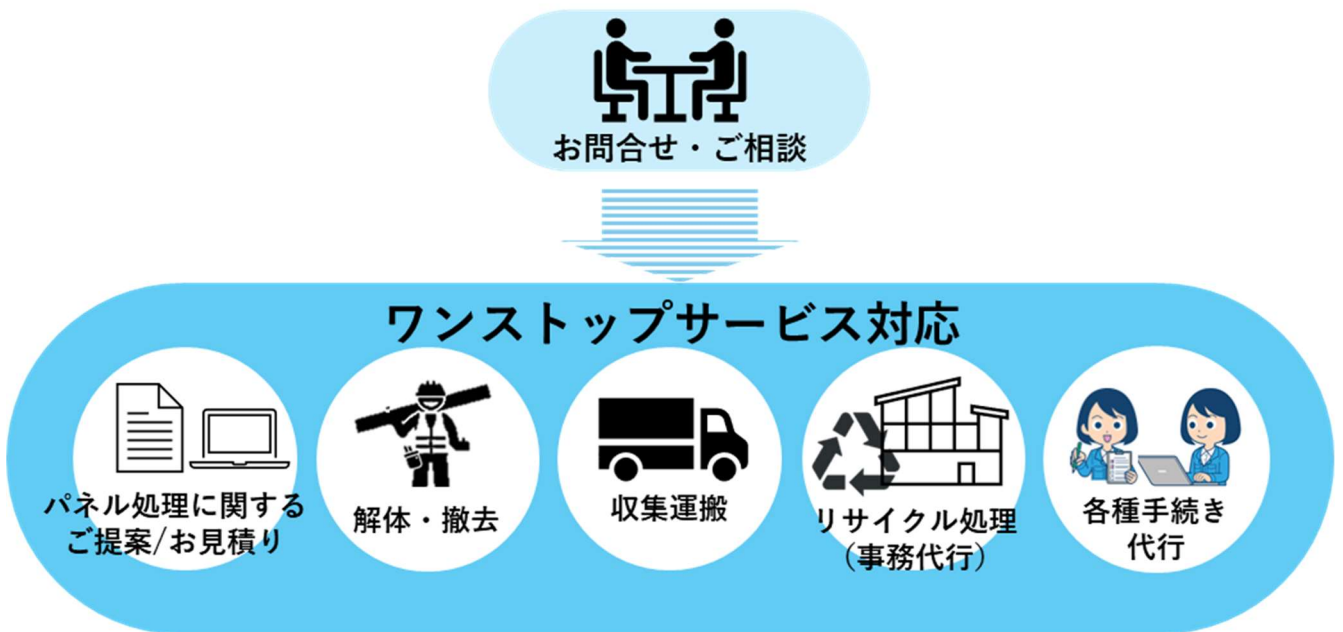 お問合せ・ご相談
ワンストップサービス対応
パネル処理に関する
ご提案/お見積り
解体・撤去
収集運搬
リサイクル処理
（事務代行）
各種手続き
代行